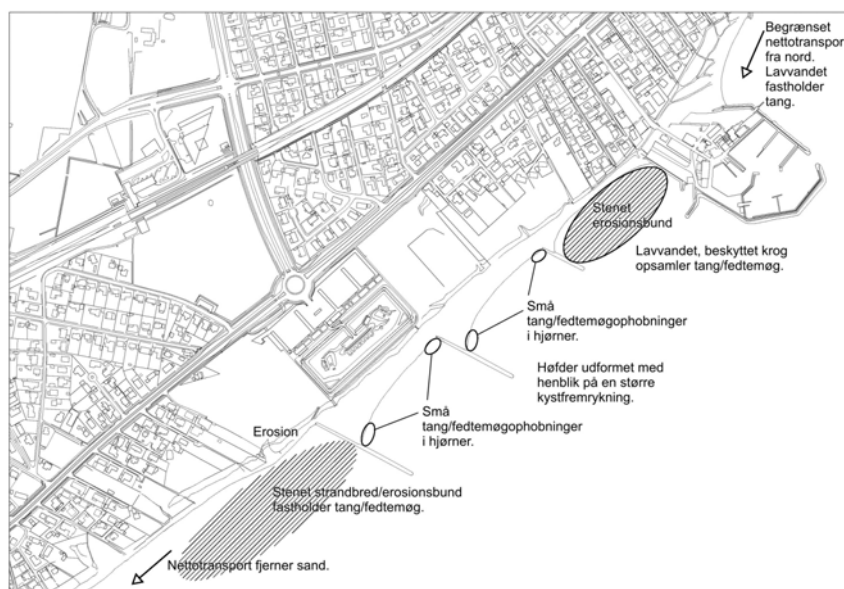 Begrænset
nettotransport
fra nord.
Lavvandet
fastholder
tang.
Stenet
erosionsbund
Lavvandet, beskyttet krog
opsamler tang/fedtemøg.
Små
tang/fedtemøgophobninger
i hjørner.
Høfder udformet med
henblik på en større
kystfremrykning.
Små
tang/fedtemøgophobninger
i hjørner.
Erosion
Stenet strandbred/erosionsbund
fastholder tang/fedtemøg.
Nettotransport fjerner sand.